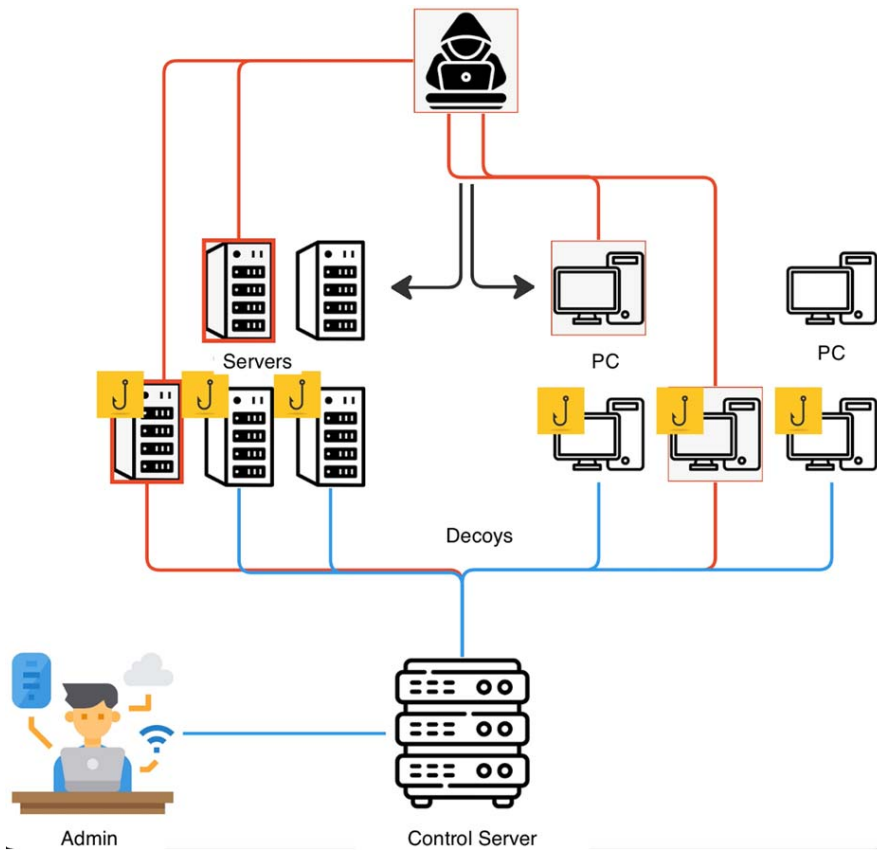 Servers
PC
PC
Decoys
Admin
Control Server